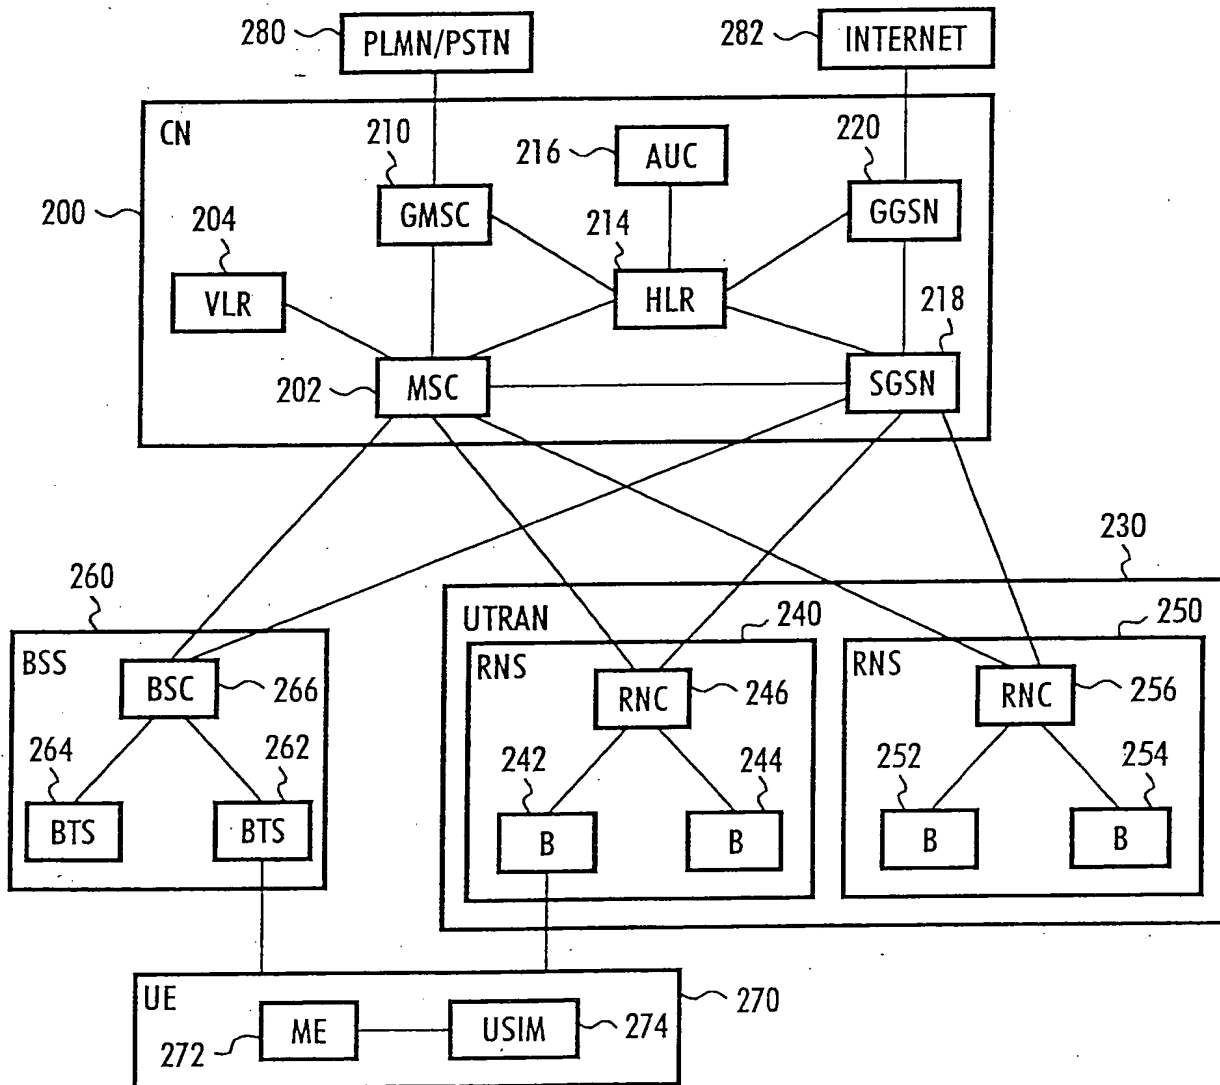 280
PLMN/PSTN
282
INTERNET
CN
210
216
AUC
220
200
204
GMSC
214
GGSN
VLR
HLR
218
202
MSC
SGSN
230
260
UTRAN
240
250
BSS
RNS
RNS
BSC
266
RNC
246
RNC
256
264
262
242
244
252
254
BTS
BTS
B
B
B
B
UE
270
ME
USIM
274
272